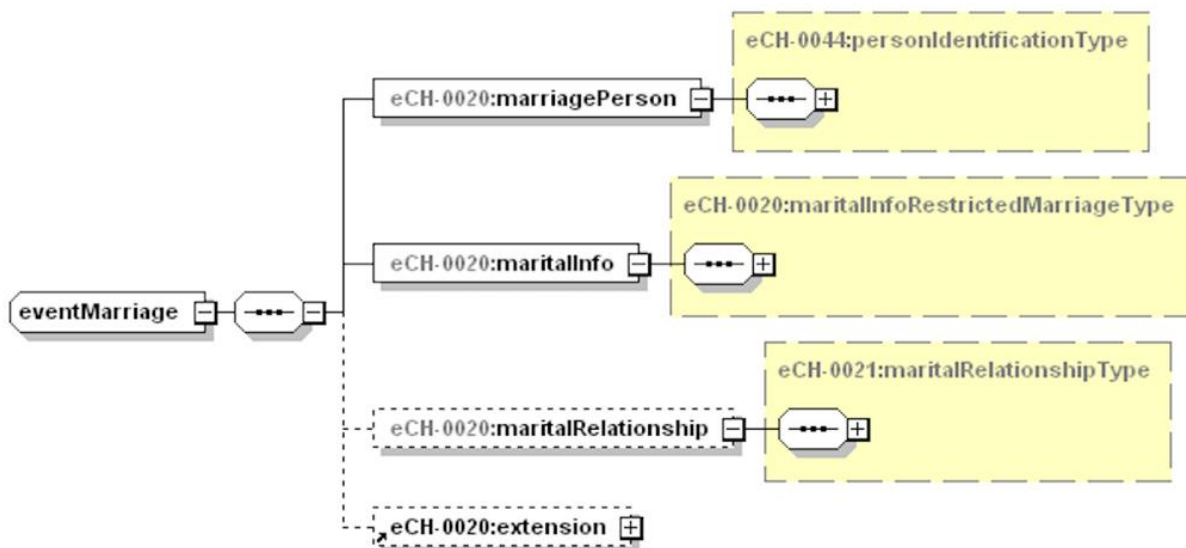 eCH-0044:personIdentificationType
eCH-0020:marriagePerson
eCH-0020:maritalInfoRestrictedMarriageType
eCH-0020:maritalInfo
eventMarriage
eCH-0021:maritalRelationshipType
eCH-0020:maritalRelationship
eCH-0020:extension